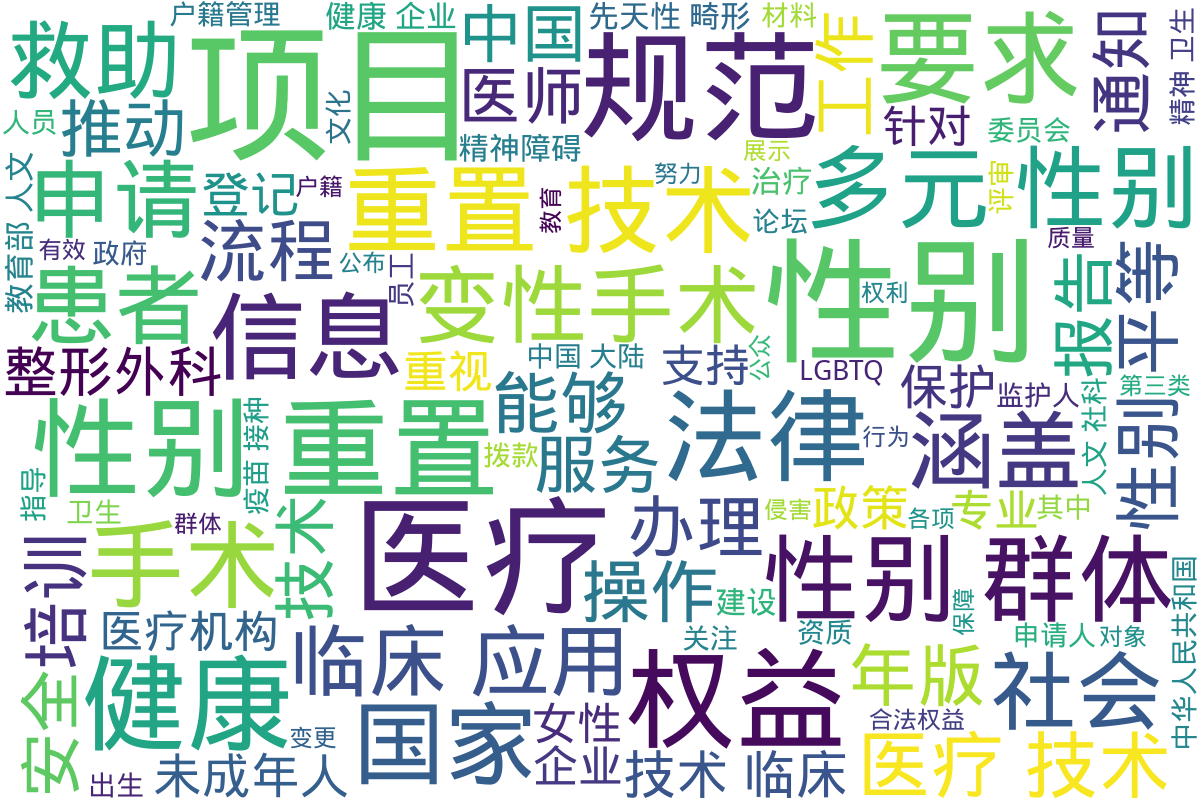 户籍管理
健康 企业
中国
先天性 畸形
材料
工作
要求
通知
精神 卫生
救助
项目
医师
规范
针对
委员会
人员
推动
文化
精神障碍
展示
多元 性别
教育部 人文
申请
登记
户籍
重置 技术
教育
努力
治疗
论坛
评审
有效
政府
流程
公布
员工
性别
权利
质量
报告
平等
患者
信息
变性手术
整形外科
重视
中国 大陆
支持
公众
LGBTQ
保护
监护人
第三类
性别 重置
接种
疫苗
能够
拨款
服务
法律
行为
涵盖
人文 社科
性别
指导
卫生
群体
技术
医疗
办理
侵害
政策
各项
专业
其中
培训
手术
操作
建设
性别 群体
保障
医疗机构
临床 应用
关注
资质
申请人
对象
中华人民共和国
安全
健康
变更
国家
女性
权益
年版
合法权益
社会
出生
未成年人
企业
技术 临床
医疗 技术